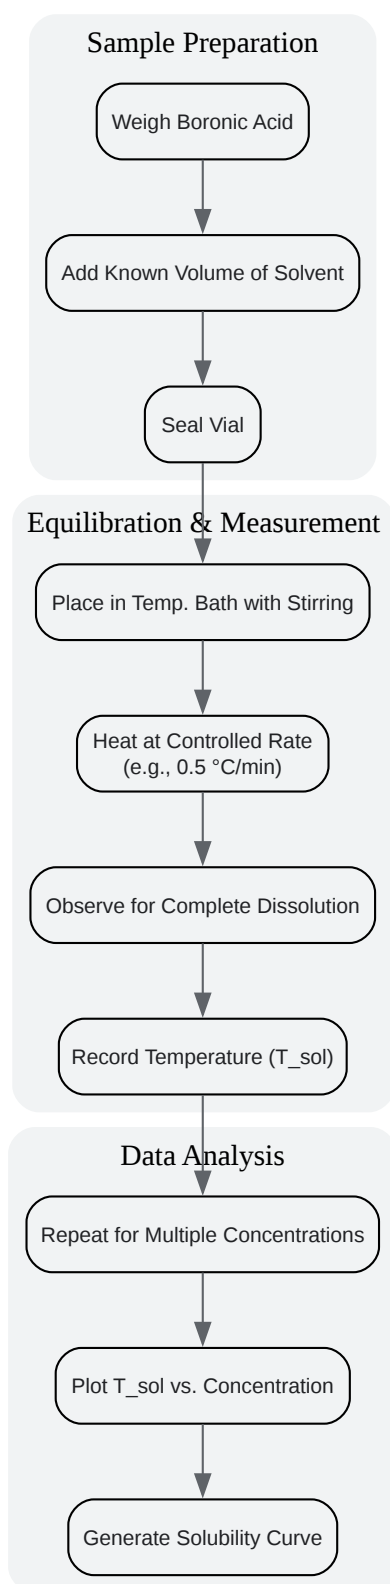 Sample Preparation
Weigh Boronic Acid
Add Known Volume of Solvent
Seal Vial
Equilibration & Measurement
Place in Temp. Bath with Stirring
Heat at Controlled Rate
(e.g., 0.5 °C/min)
Observe for Complete Dissolution
Record Temperature (T_sol)
Data Analysis
Repeat for Multiple Concentrations
Plot T_sol vs. Concentration
Generate Solubility Curve